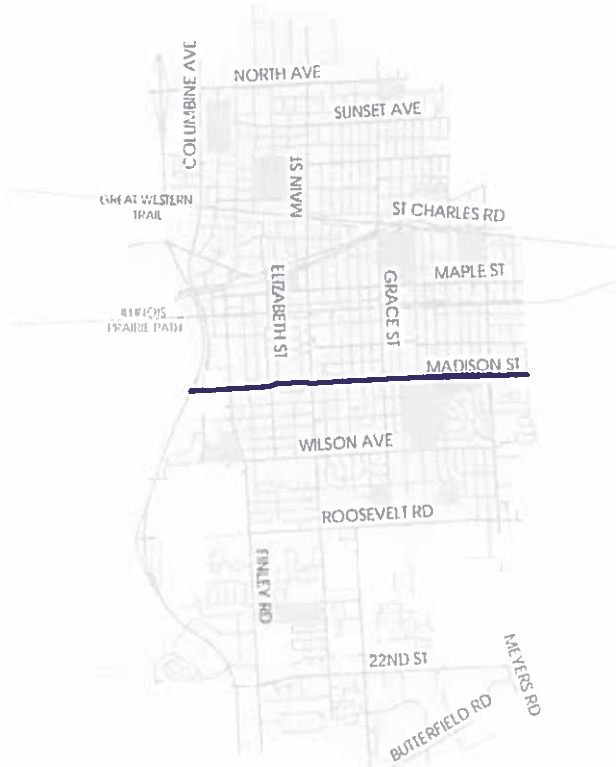 COLUMBINE AVE
NORTH AVE
SUNSET AVE
MAIN ST
GREAT WESTERN
TRAIL
ST CHARLES RD
MAPLE ST
ELIZABETH ST
GRACE ST
ILLINOIS
PRAIRIE PATH
MADISON ST
WILSON AVE
ROOSEVELT RD
FINLEY RD
22ND ST
MEYERS RD
BUTTERFIELD RD